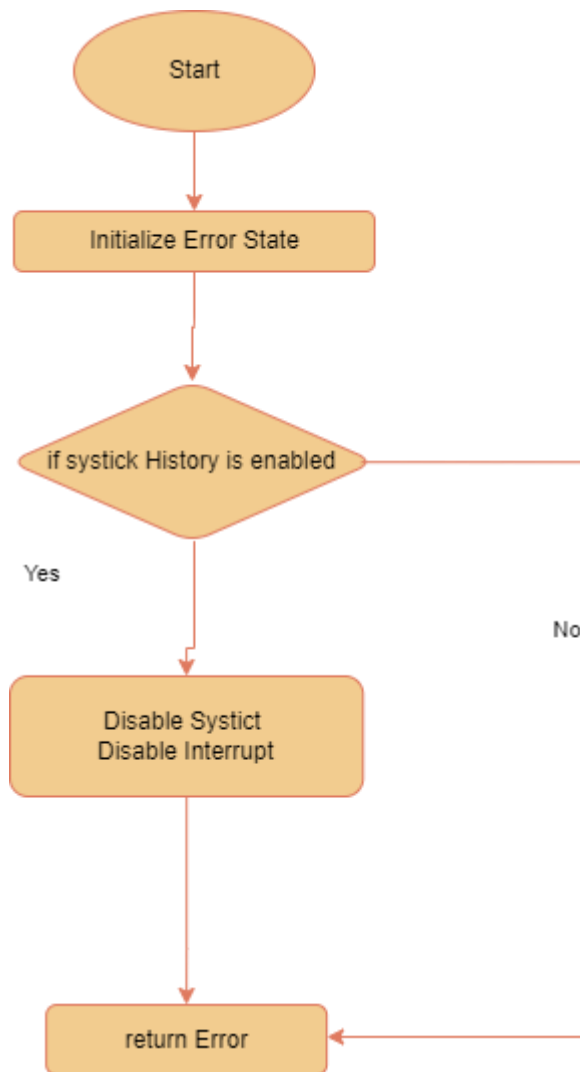 Start
Initialize Error State
if systick History is enabled
Yes
No
Disable Systict
Disable Interrupt
return Error